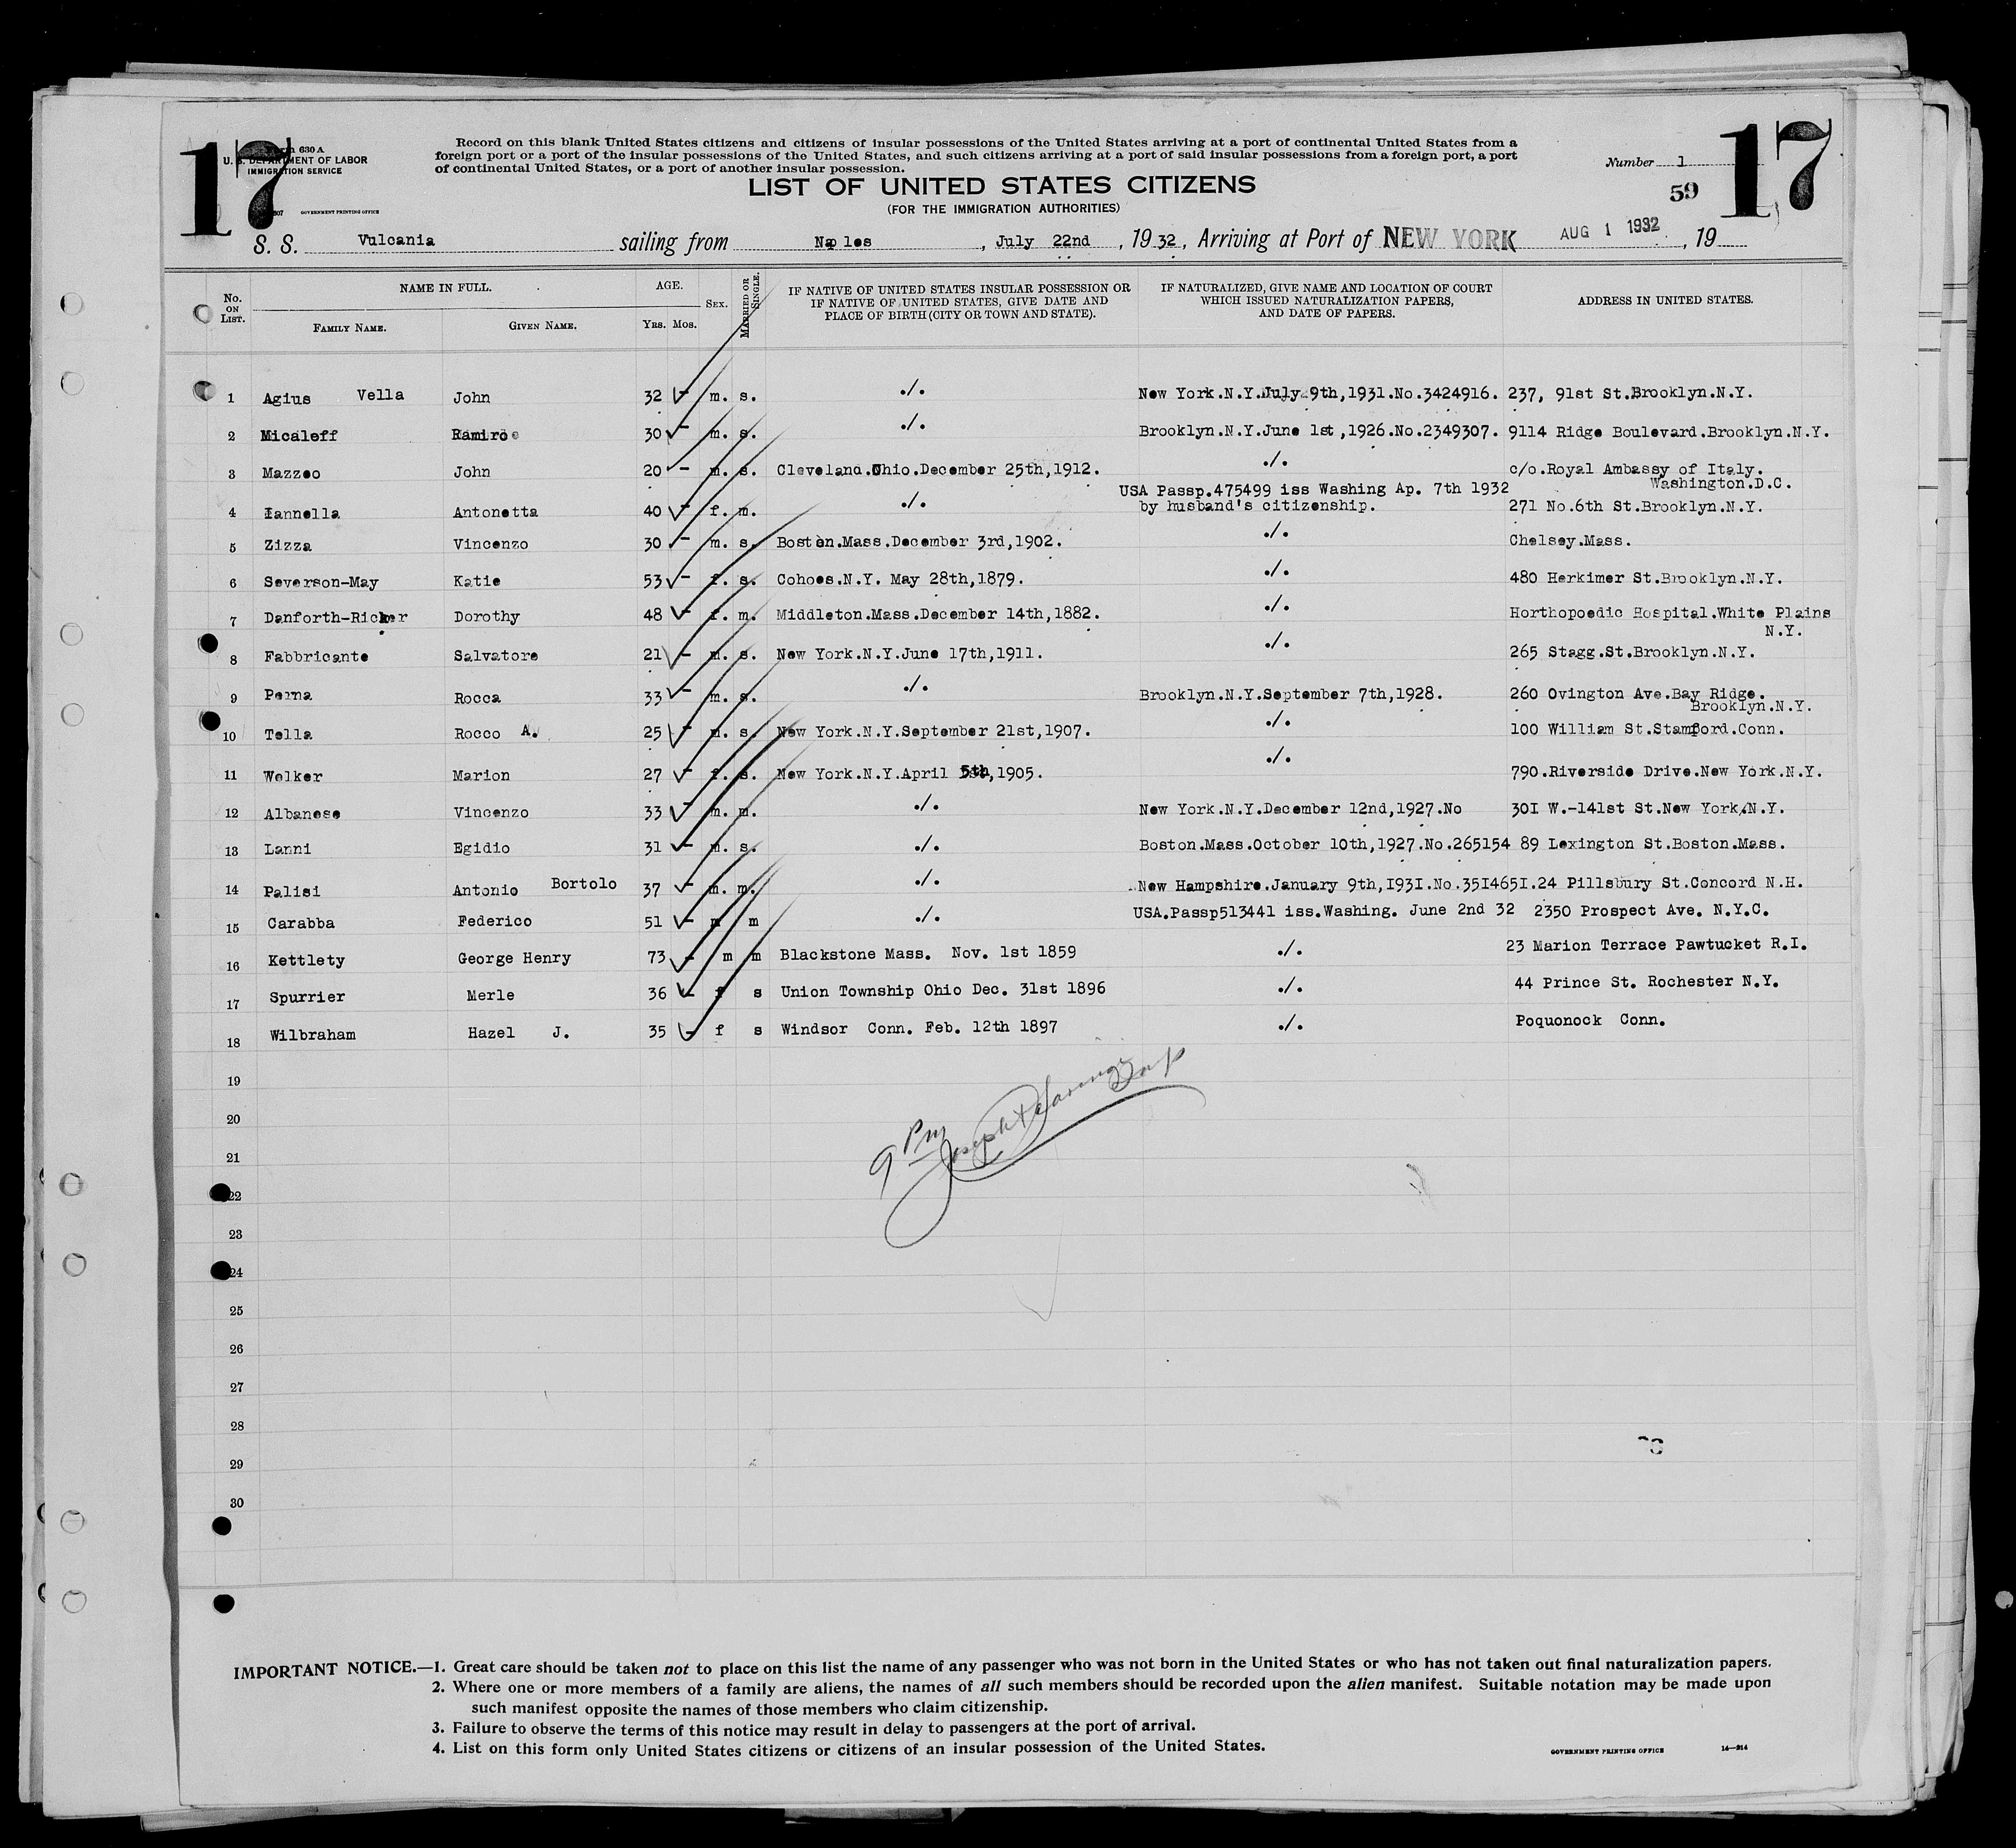 17 17
Form 630 A
U. S. DEPARTMENT OF LABOR
IMMIGRATION SERVICE
GOVERNMENT PRINTING OFFICE
Record on this blank United States citizens and citizens of insular possessions of the United States arriving at a port of continental United States from a
foreign port or a port of the insular possessions of the United States, and such citizens arriving at a port of said insular possessions from a foreign port, a port
of continental United States, or a port of another insular possession.
Number 1
59
LIST OF UNITED STATES CITIZENS
(FOR THE IMMIGRATION AUTHORITIES)
S. S. Vulcania sailing from Naples, July 22nd, 1932, Arriving at Port of NEW YORK AUG 1 1932, 19
No. ON LIST. NAME IN FULL. AGE. SEX. MARRIED OR SINGLE. IF NATIVE OF UNITED STATES INSULAR POSSESSION OR IF NATIVE OF UNITED STATES, GIVE DATE AND PLACE OF BIRTH (CITY OR TOWN AND STATE). IF NATURALIZED, GIVE NAME AND LOCATION OF COURT WHICH ISSUED NATURALIZATION PAPERS, AND DATE OF PAPERS. ADDRESS IN UNITED STATES.
FAMILY NAME. GIVEN NAME. YRS. MOS.
1 Agius Vella John 32 - m. s. ./. New York.N.Y.July 9th,1931.No.3424916. 237, 91st St.Brooklyn.N.Y.
2 Micaleff Ramiro 30 - m. s. ./. Brooklyn.N.Y.June 1st,1926.No.2349307. 9114 Ridge Boulevard.Brooklyn.N.Y.
3 Mazzeo John 20 - m. s. Cleveland.Ohio.December 25th,1912. ./. c/o.Royal Ambassy of Italy.
Washington.D.C.
USA Passp.475499 iss Washing Ap. 7th 1932
4 Iannella Antonetta 40 - f. m. ./. by husband's citizenship. 271 No.6th St.Brooklyn.N.Y.
5 Zizza Vincenzo 30 - m. s. Boston.Mass.December 3rd,1902. ./. Chelsey.Mass.
6 Severson-May Katie 53 - f. s. Cohoes.N.Y. May 28th,1879. ./. 480 Herkimer St.Brooklyn.N.Y.
7 Danforth-Ricker Dorothy 48 - f. m. Middleton.Mass.December 14th,1882. ./. Horthopoedic Hospital.White Plains
N.Y.
8 Fabbricante Salvatore 21 - m. s. New York.N.Y.June 17th,1911. ./. 265 Stagg.St.Brooklyn.N.Y.
9 Perna Rocca 33 - m. s. ./. Brooklyn.N.Y.September 7th,1928. 260 Ovington Ave.Bay Ridge.
Brooklyn.N.Y.
10 Tella Rocco A. 25 - m. s. New York.N.Y.September 21st,1907. ./. 100 William St.Stamford.Conn.
11 Welker Marion 27 - f. s. New York.N.Y.April 5th,1905. ./. 790.Riverside Drive.New York.N.Y.
12 Albanese Vincenzo 33 - m. m. ./. New York.N.Y.December 12nd,1927.No 301 W.-141st St.New York.N.Y.
13 Lanni Egidio 31 - m. s. ./. Boston.Mass.October 10th,1927.No.265154 89 Lexington St.Boston.Mass.
14 Palisi Antonio Bortolo 37 - m. m. ./. New Hampshire.January 9th,1931.No.3514651. 24 Pillsbury St.Concord N.H.
15 Carabba Federico 51 - m m ./. USA.Passp513441 iss.Washing. June 2nd 32 2350 Prospect Ave. N.Y.C.
16 Kettlety George Henry 73 - m m Blackstone Mass. Nov. 1st 1859 ./. 23 Marion Terrace Pawtucket R.I.
17 Spurrier Merle 36 - f s Union Township Ohio Dec. 31st 1896 ./. 44 Prince St. Rochester N.Y.
18 Wilbraham Hazel J. 35 - f s Windsor Conn. Feb. 12th 1897 ./. Poquonock Conn.
19
20
9 Pm Joseph
21
22
23
24
25
26
27
28
29
30
IMPORTANT NOTICE.—1. Great care should be taken not to place on this list the name of any passenger who was not born in the United States or who has not taken out final naturalization papers.
2. Where one or more members of a family are aliens, the names of all such members should be recorded upon the alien manifest. Suitable notation may be made upon
such manifest opposite the names of those members who claim citizenship.
3. Failure to observe the terms of this notice may result in delay to passengers at the port of arrival.
4. List on this form only United States citizens or citizens of an insular possession of the United States.
GOVERNMENT PRINTING OFFICE 14—214